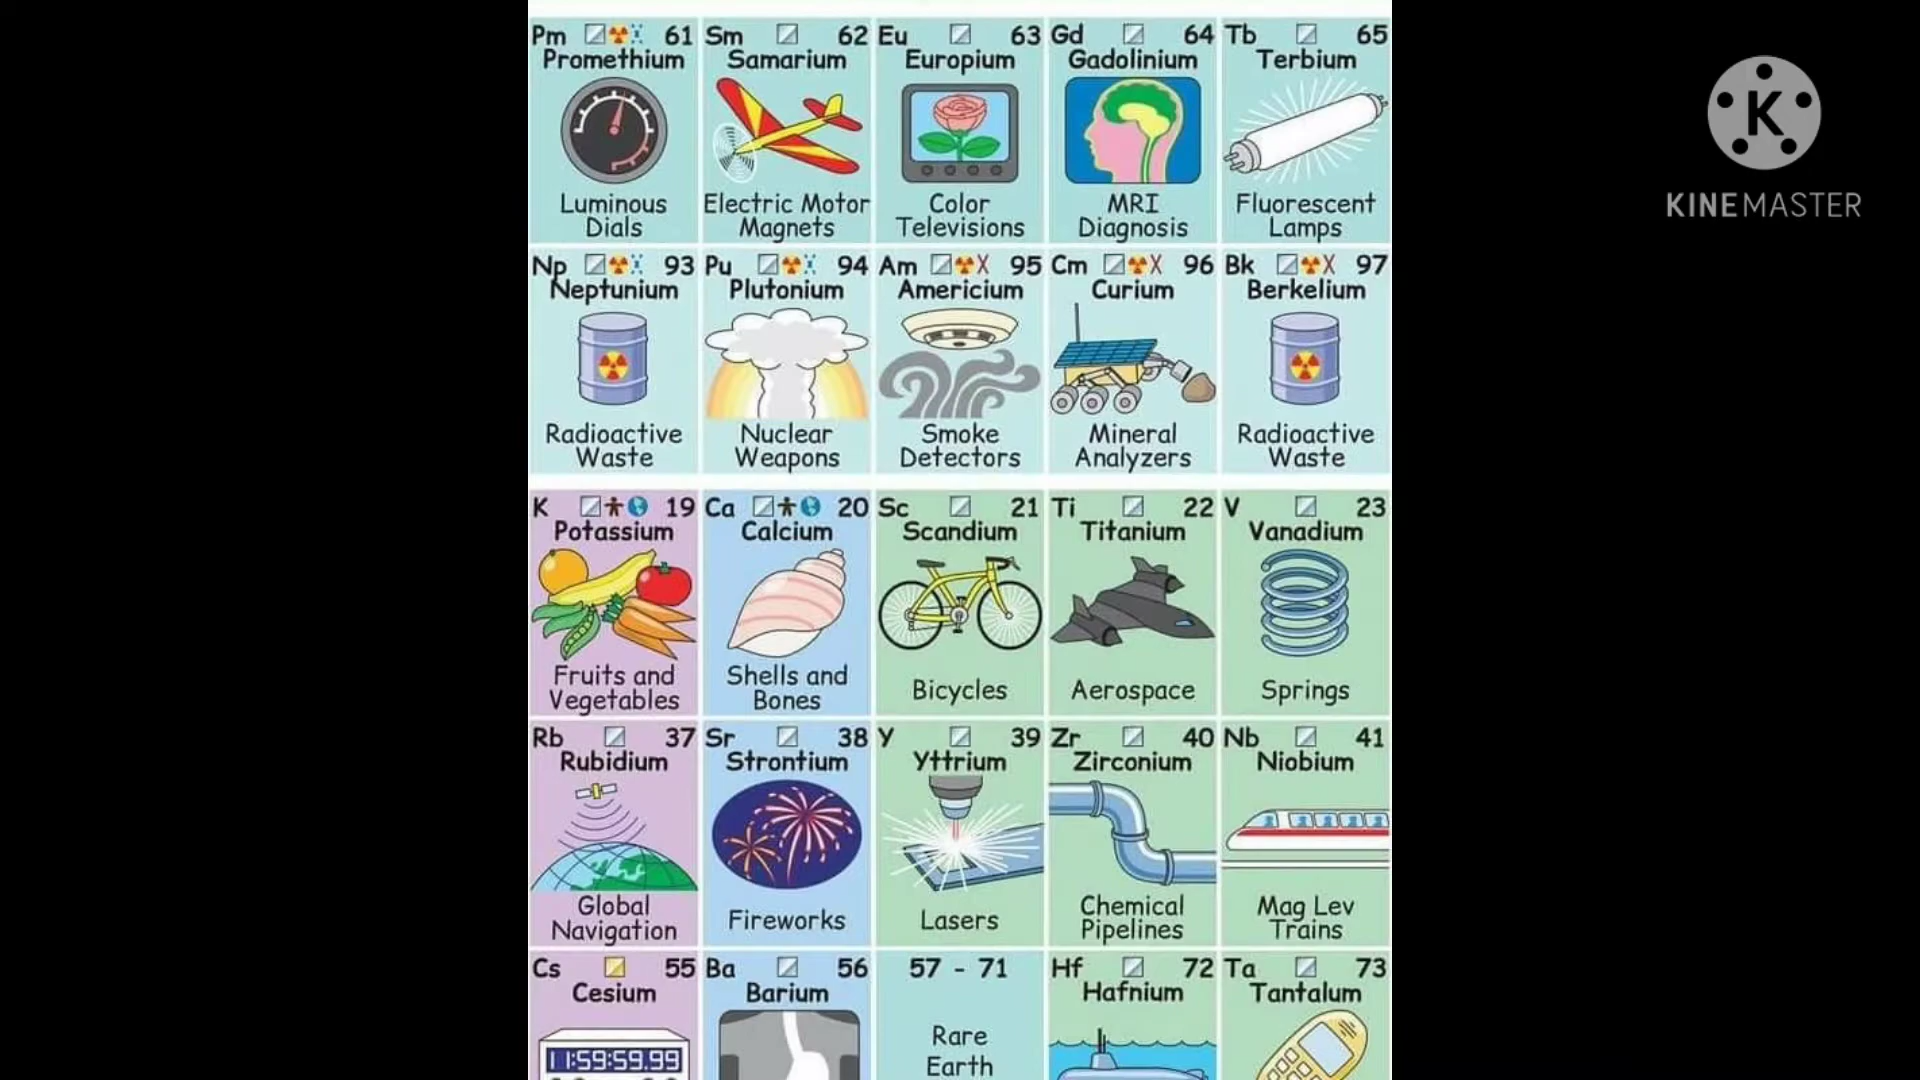 Pm 61 Sm 62 Eu 63 Gd 64 Tb 65
Promethium Samarium Europium Gadolinium Terbium
Luminous Electric Motor Color MRI Fluorescent
Dials Magnets Televisions Diagnosis Lamps
Np 93 Pu 94 Am 95 Cm 96 Bk 97
Neptunium Plutonium Americium Curium Berkelium
Radioactive Nuclear Smoke Mineral Radioactive
Waste Weapons Detectors Analyzers Waste
K 19 Ca 20 Sc 21 Ti 22 V 23
Potassium Calcium Scandium Titanium Vanadium
Fruits and Shells and Bicycles Aerospace Springs
Vegetables Bones
Rb 37 Sr 38 Y 39 Zr 40 Nb 41
Rubidium Strontium Yttrium Zirconium Niobium
Global Fireworks Lasers Chemical Mag Lev
Navigation Pipelines Trains
Cs 55 Ba 56 57 - 71 Hf 72 Ta 73
Cesium Barium Hafnium Tantalum
Rare
Earth
11:59:59.99
K
KINEMASTER